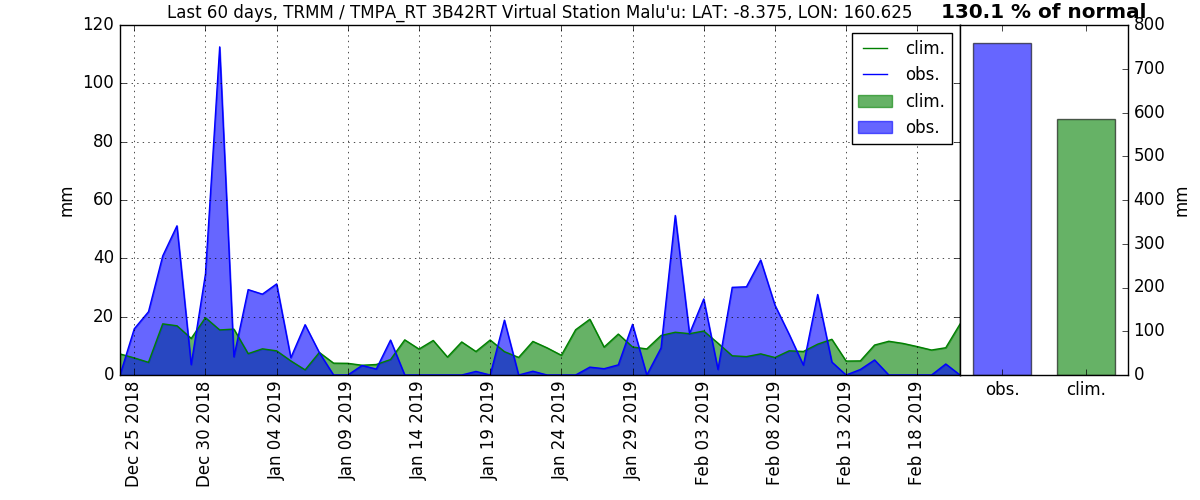 Last 60 days, TRMM / TMPA_RT 3B42RT Virtual Station Malu'u: LAT: -8.375, LON: 160.625
130.1 % of normal
120
100
80
60
40
20
0
mm
clim.
obs.
clim.
obs.
800
700
600
500
400
300
200
100
0
mm
obs.
clim.
Dec 25 2018
Dec 30 2018
Jan 04 2019
Jan 09 2019
Jan 14 2019
Jan 19 2019
Jan 24 2019
Jan 29 2019
Feb 03 2019
Feb 08 2019
Feb 13 2019
Feb 18 2019